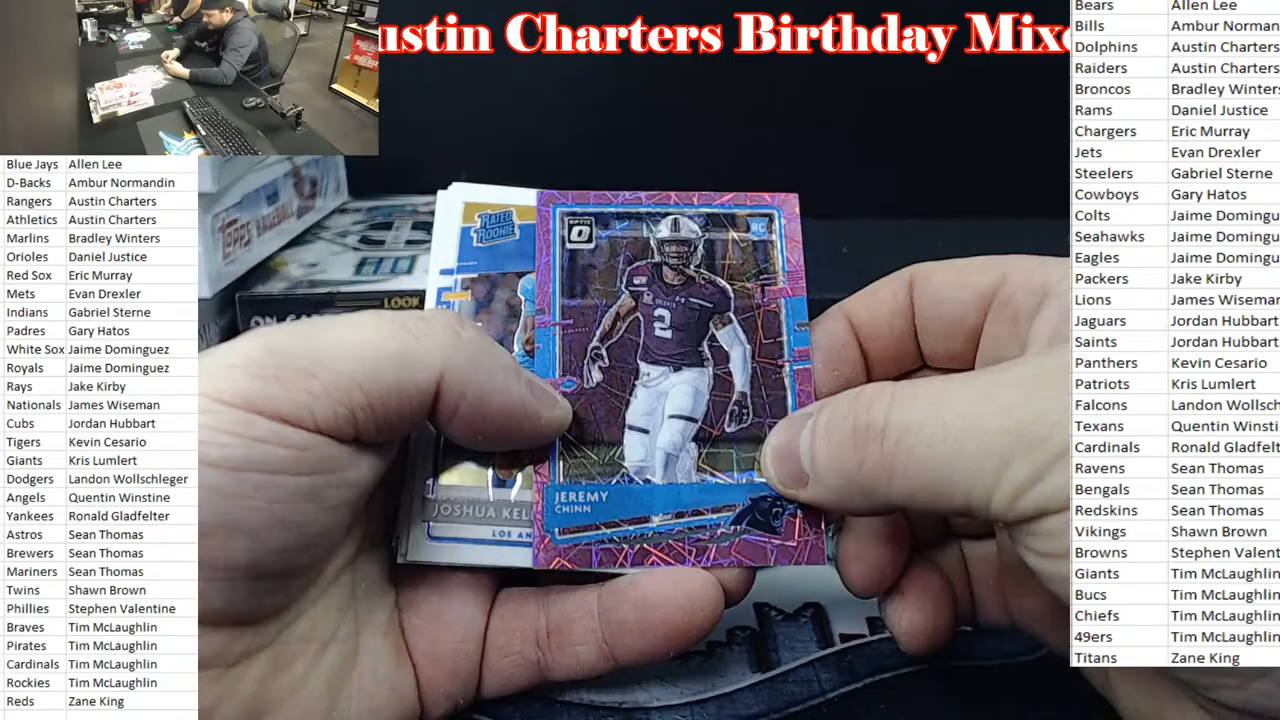 ustin Charters Birthday Mix
Blue Jays Allen Lee
D-Backs Ambur Normandin
Rangers Austin Charters
Athletics Austin Charters
Marlins Bradley Winters
Orioles Daniel Justice
Red Sox Eric Murray
Mets Evan Drexler
Indians Gabriel Sterne
Padres Gary Hatos
White Sox Jaime Dominguez
Royals Jaime Dominguez
Rays Jake Kirby
Nationals James Wiseman
Cubs Jordan Hubbart
Tigers Kevin Cesario
Giants Kris Lumlert
Dodgers Landon Wollschleger
Angels Quentin Winstine
Yankees Ronald Gladfelter
Astros Sean Thomas
Brewers Sean Thomas
Mariners Sean Thomas
Twins Shawn Brown
Phillies Stephen Valentine
Braves Tim McLaughlin
Pirates Tim McLaughlin
Cardinals Tim McLaughlin
Rockies Tim McLaughlin
Reds Zane King
TOPPS BASEBALL
LOOK
RATED
ROOKIE
JOSHUA KEL
LOS AN
OPTIC
RC
2
JEREMY
CHINN
Bears Allen Lee
Bills Ambur Norman
Dolphins Austin Charters
Raiders Austin Charters
Broncos Bradley Winters
Rams Daniel Justice
Chargers Eric Murray
Jets Evan Drexler
Steelers Gabriel Sterne
Cowboys Gary Hatos
Colts Jaime Domingu
Seahawks Jaime Domingu
Eagles Jaime Domingu
Packers Jake Kirby
Lions James Wiseman
Jaguars Jordan Hubbart
Saints Jordan Hubbart
Panthers Kevin Cesario
Patriots Kris Lumlert
Falcons Landon Wollsch
Texans Quentin Winsti
Cardinals Ronald Gladfelt
Ravens Sean Thomas
Bengals Sean Thomas
Redskins Sean Thomas
Vikings Shawn Brown
Browns Stephen Valent
Giants Tim McLaughlin
Bucs Tim McLaughlin
Chiefs Tim McLaughlin
49ers Tim McLaughlin
Titans Zane King